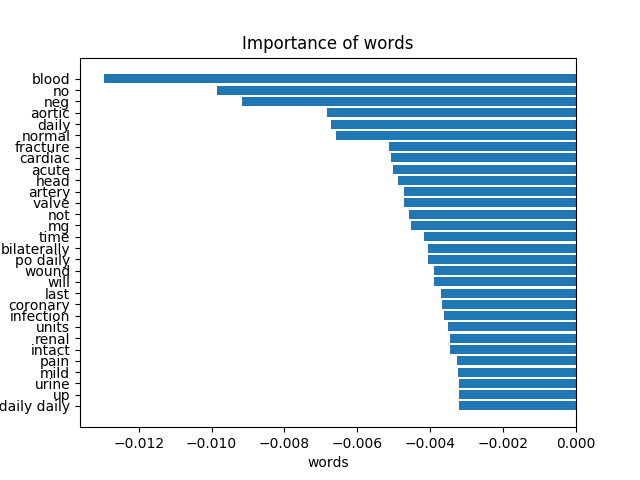 Importance of words
blood
no
neg
aortic
daily
normal
fracture
cardiac
acute
head
artery
valve
not
mg
time
bilaterally
po daily
wound
will
last
coronary
infection
units
renal
intact
pain
mild
urine
up
daily daily
−0.012 −0.010 −0.008 −0.006 −0.004 −0.002 0.000
words